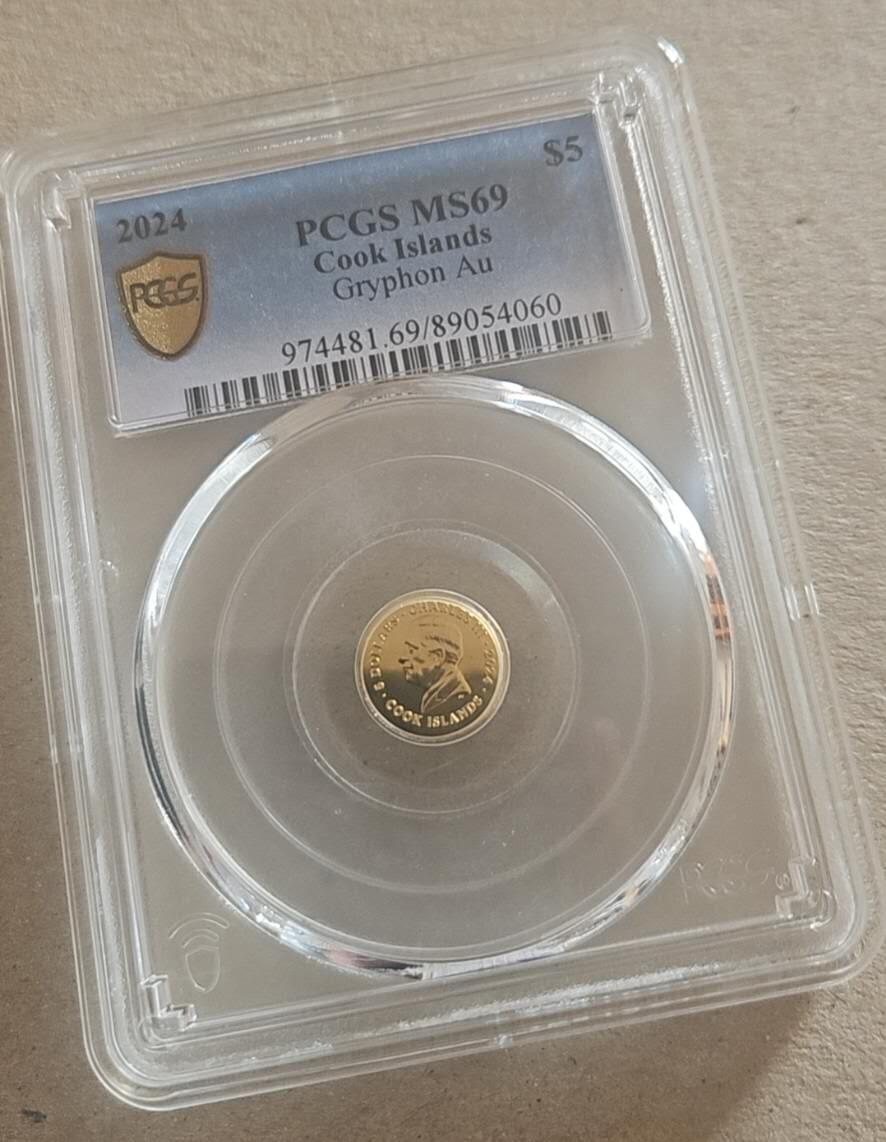 2024
$5
PCGS MS69
Cook Islands
Gryphon Au
PCGS
974481.69/89054060
5 DOLLARS · CHARLES III · 2024 · COOK ISLANDS
PCGS